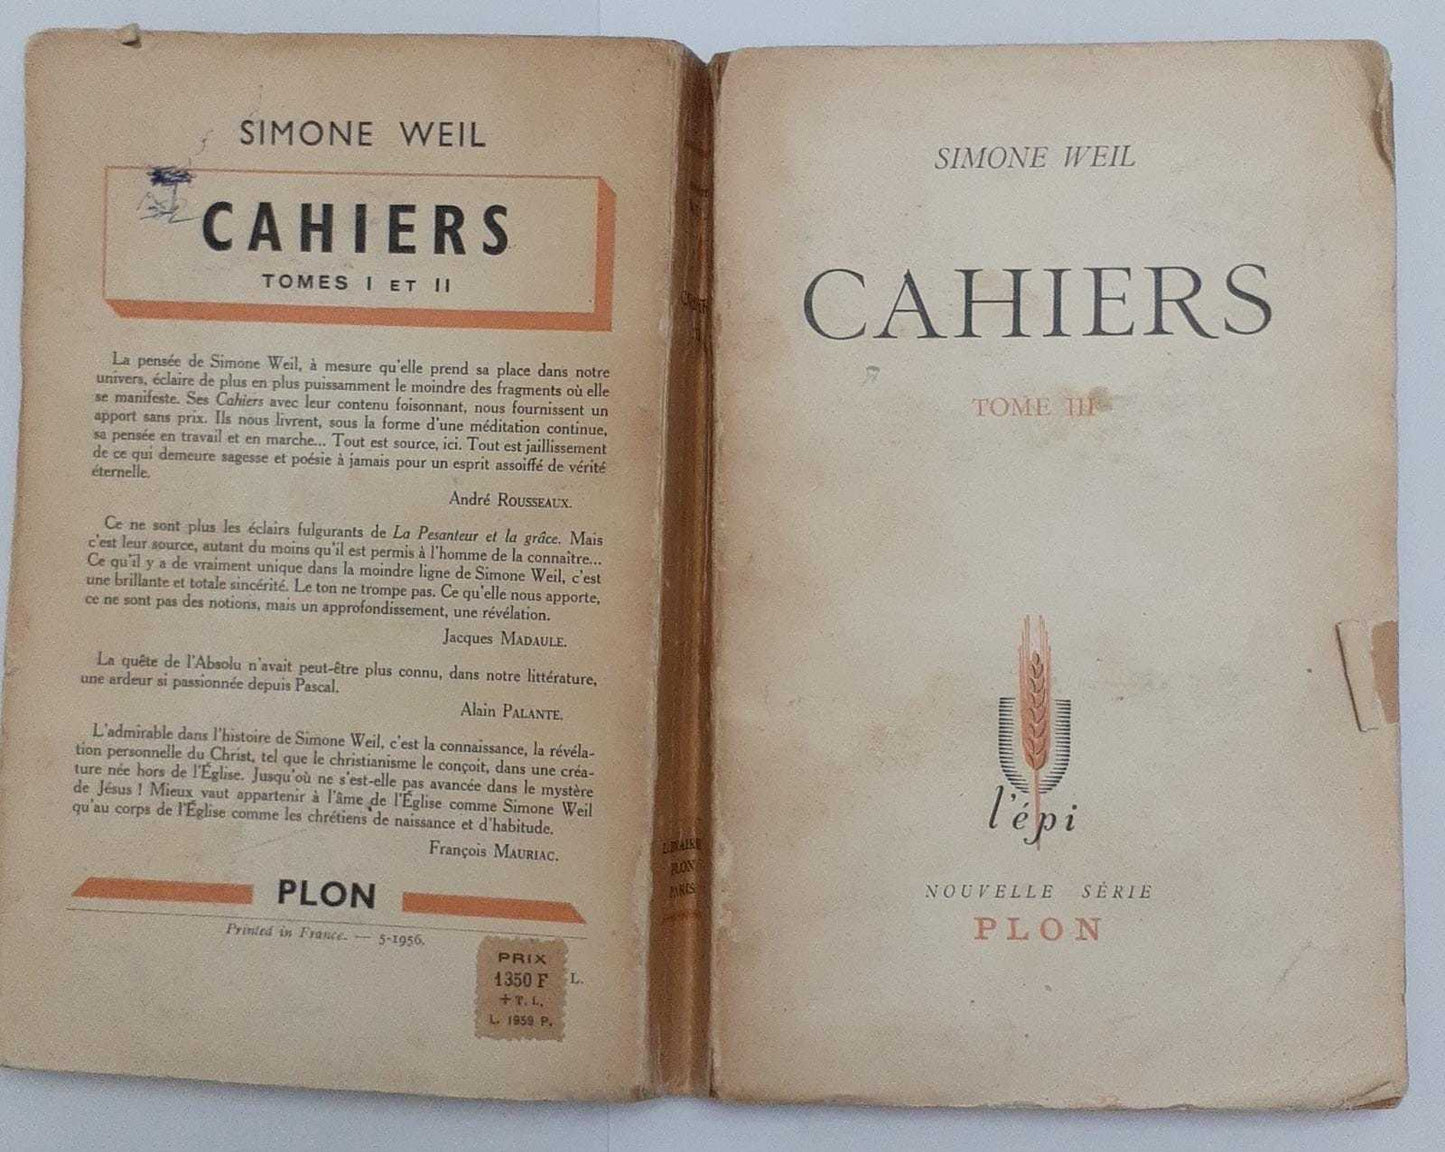 SIMONE WEIL
CAHIERS
TOMES I ET II
La pensée de Simone Weil, à mesure qu'elle prend sa place dans notre
univers, éclaire de plus en plus puissamment le moindre des fragments où elle
se manifeste. Ses Cahiers avec leur contenu foisonnant, nous fournissent un
apport sans prix. Ils nous livrent, sous la forme d'une méditation continue,
sa pensée en travail et en marche... Tout est source, ici. Tout est jaillissement
de ce qui demeure sagesse et poésie à jamais pour un esprit assoiffé de vérité
éternelle.
André ROUSSEAUX.
Ce ne sont plus les éclairs fulgurants de La Pesanteur et la grâce. Mais
c'est leur source, autant du moins qu'il est permis à l'homme de la connaître...
Ce qu'il y a de vraiment unique dans la moindre ligne de Simone Weil, c'est
une brillante et totale sincérité. Le ton ne trompe pas. Ce qu'elle nous apporte,
ce ne sont pas des notions, mais un approfondissement, une révélation.
Jacques MADAULE.
La quête de l'Absolu n'avait peut-être plus connu, dans notre littérature,
une ardeur si passionnée depuis Pascal.
Alain PALANTE.
L'admirable dans l'histoire de Simone Weil, c'est la connaissance, la révéla-
tion personnelle du Christ, tel que le christianisme le conçoit, dans une créa-
ture née hors de l'Église. Jusqu'où ne s'est-elle pas avancée dans le mystère
de Jésus ! Mieux vaut appartenir à l'âme de l'Église comme Simone Weil
qu'au corps de l'Église comme les chrétiens de naissance et d'habitude.
François MAURIAC.
PLON
Printed in France. — 5-1956.
PRIX
1350 F
+ T. L.
L. 1959 P.
L.
PLON
PARIS
SIMONE WEIL
CAHIERS
TOME III
l'épi
NOUVELLE SÉRIE
PLON